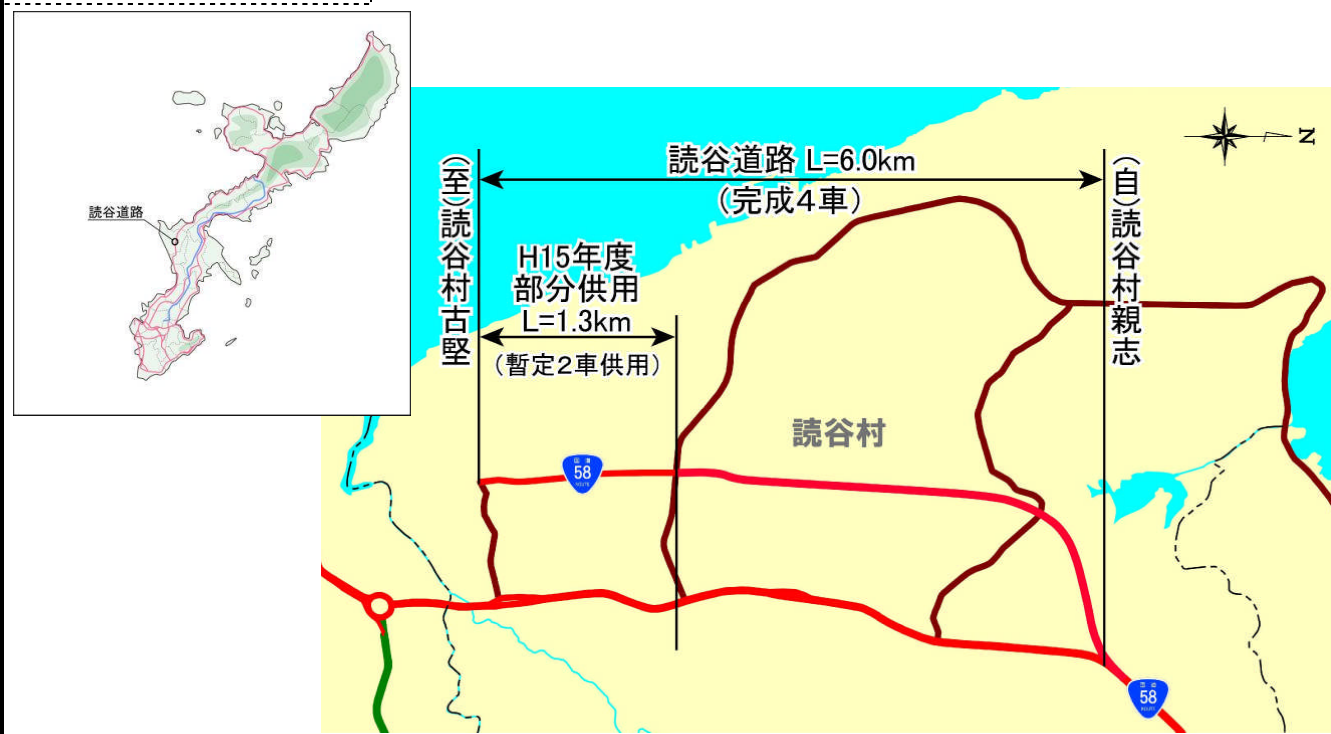 読谷道路
読谷道路 L=6.0km
(完成4車)
(至)読谷村古堅
(自)読谷村親志
N
H15年度
部分供用
L=1.3km
(暫定2車供用)
読谷村
58
ROUTE
58
ROUTE